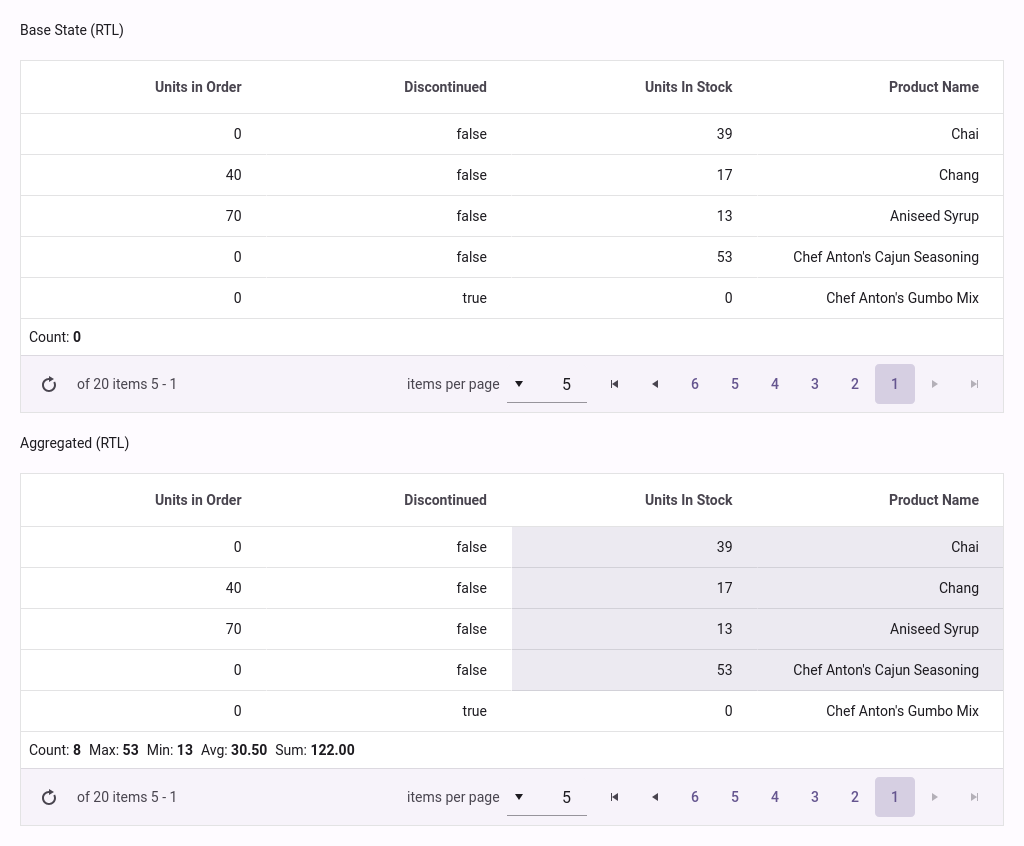 Base State (RTL)
Units in Order Discontinued Units In Stock Product Name
0 false 39 Chai
40 false 17 Chang
70 false 13 Aniseed Syrup
0 false 53 Chef Anton's Cajun Seasoning
0 true 0 Chef Anton's Gumbo Mix
Count: 0
of 20 items 5 - 1 items per page 5 6 5 4 3 2 1
Aggregated (RTL)
Units in Order Discontinued Units In Stock Product Name
0 false 39 Chai
40 false 17 Chang
70 false 13 Aniseed Syrup
0 false 53 Chef Anton's Cajun Seasoning
0 true 0 Chef Anton's Gumbo Mix
Count: 8 Max: 53 Min: 13 Avg: 30.50 Sum: 122.00
of 20 items 5 - 1 items per page 5 6 5 4 3 2 1